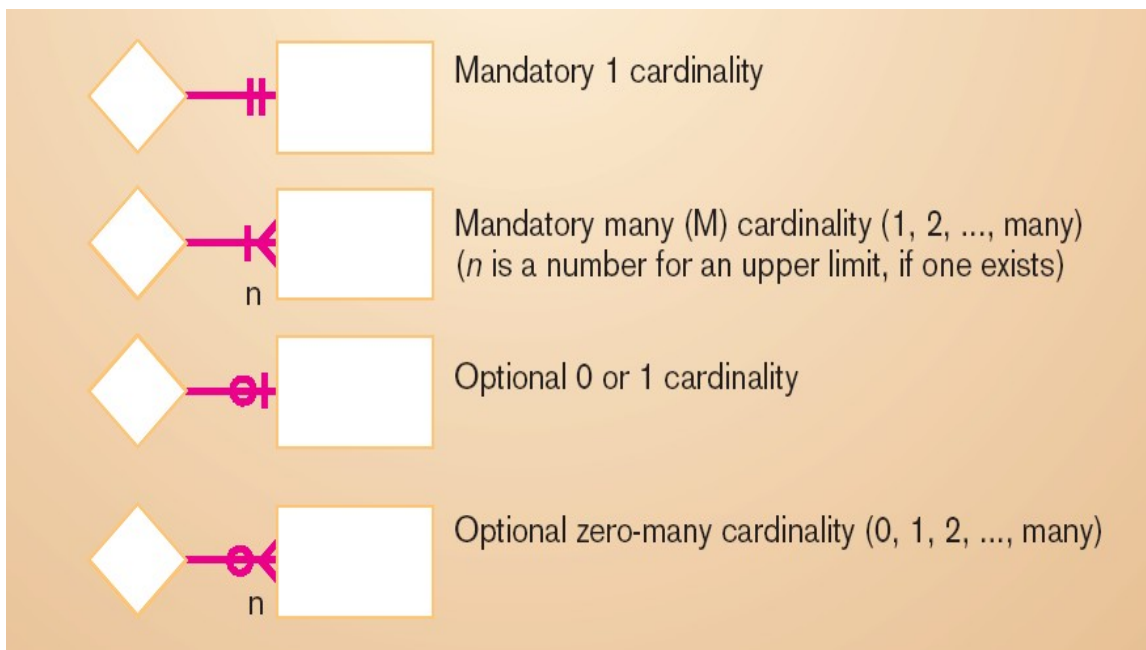 Mandatory 1 cardinality
Mandatory many (M) cardinality (1, 2, ..., many)
(n is a number for an upper limit, if one exists)
n
Optional 0 or 1 cardinality
Optional zero-many cardinality (0, 1, 2, ..., many)
n